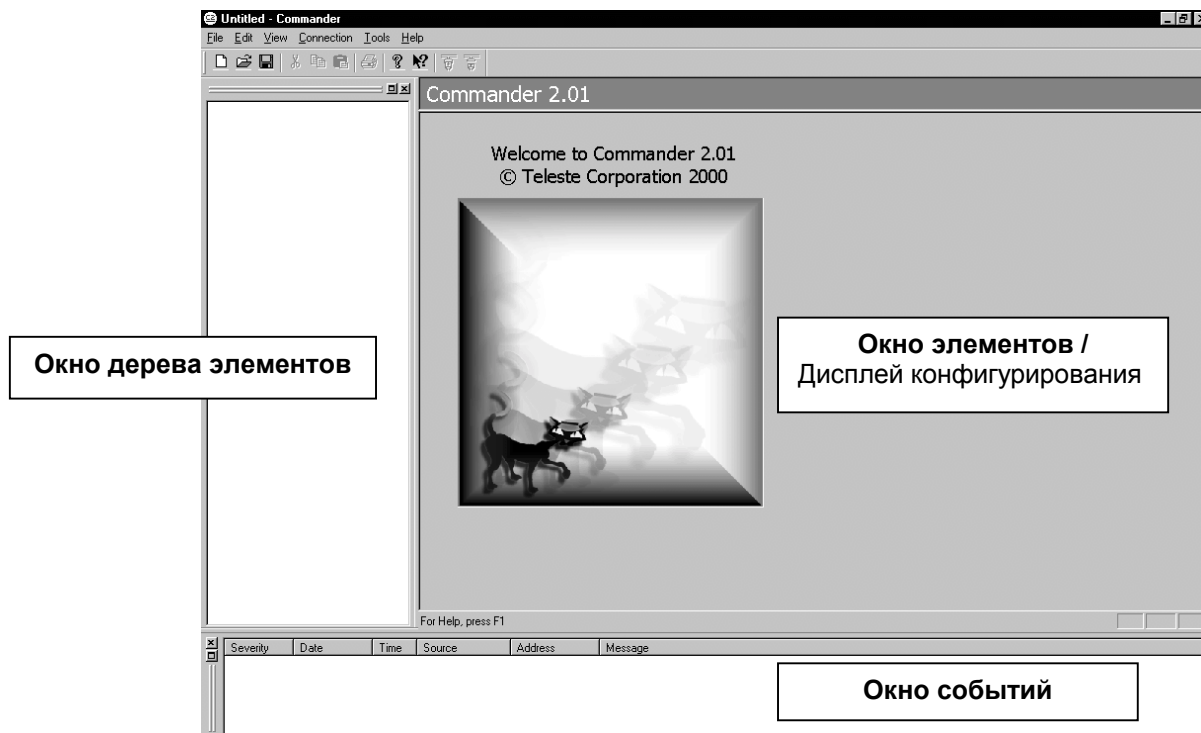 Untitled - Commander
File Edit View Connection Tools Help
Commander 2.01
Welcome to Commander 2.01
© Teleste Corporation 2000
Окно дерева элементов
Окно элементов /
Дисплей конфигурирования
For Help, press F1
Severity Date Time Source Address Message
Окно событий